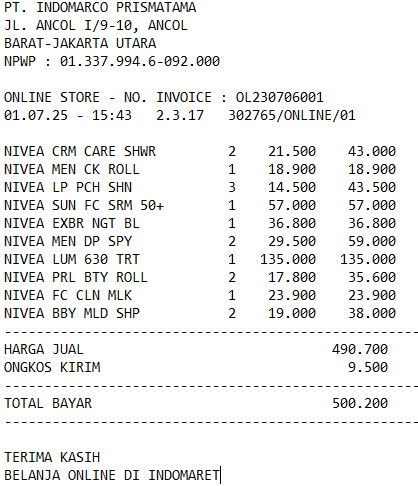 PT. INDOMARCO PRISMATAMA
JL. ANCOL I/9-10, ANCOL
BARAT-JAKARTA UTARA
NPWP : 01.337.994.6-092.000

ONLINE STORE - NO. INVOICE : OL230706001
01.07.25 - 15:43   2.3.17   302765/ONLINE/01

NIVEA CRM CARE SHWR        2    21.500    43.000
NIVEA MEN CK ROLL          1    18.900    18.900
NIVEA LP PCH SHN           3    14.500    43.500
NIVEA SUN FC SRM 50+       1    57.000    57.000
NIVEA EXBR NGT BL          1    36.800    36.800
NIVEA MEN DP SPY           2    29.500    59.000
NIVEA LUM 630 TRT          1   135.000   135.000
NIVEA PRL BTY ROLL         2    17.800    35.600
NIVEA FC CLN MLK           1    23.900    23.900
NIVEA BBY MLD SHP          2    19.000    38.000
------------------------------------------------
HARGA JUAL                             490.700
ONGKOS KIRIM                             9.500
------------------------------------------------
TOTAL BAYAR                            500.200
------------------------------------------------

TERIMA KASIH
BELANJA ONLINE DI INDOMARET